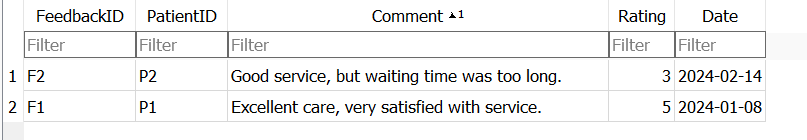 FeedbackID PatientID Comment 1 Rating Date
Filter Filter Filter Filter Filter
1 F2 P2 Good service, but waiting time was too long. 3 2024-02-14
2 F1 P1 Excellent care, very satisfied with service. 5 2024-01-08